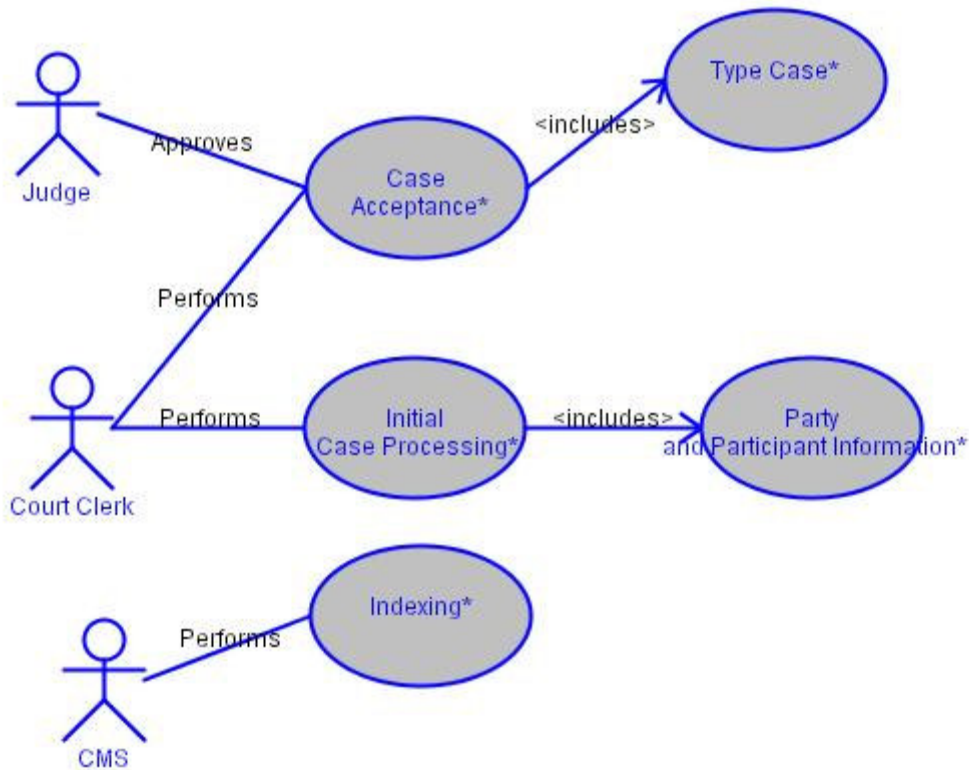 Type Case*
<includes>
Approves
Case
Acceptance*
Judge
Performs
Performs
Initial
Case Processing*
<includes>
Party
and Participant Information*
Court Clerk
Indexing*
Performs
CMS